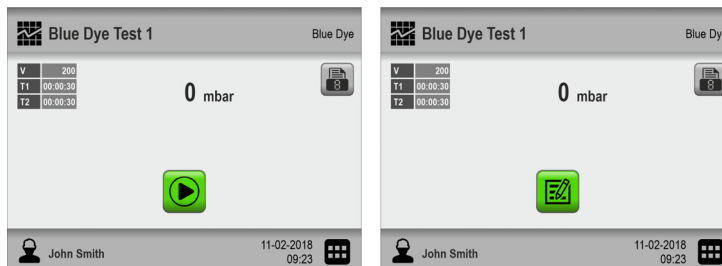 Blue Dye Test 1 Blue Dye
V 200
T1 00:00:30
T2 00:00:30
0 mbar
8
John Smith
11-02-2018
09:23
Blue Dye Test 1 Blue Dy
V 200
T1 00:00:30
T2 00:00:30
0 mbar
8
John Smith
11-02-2018
09:23